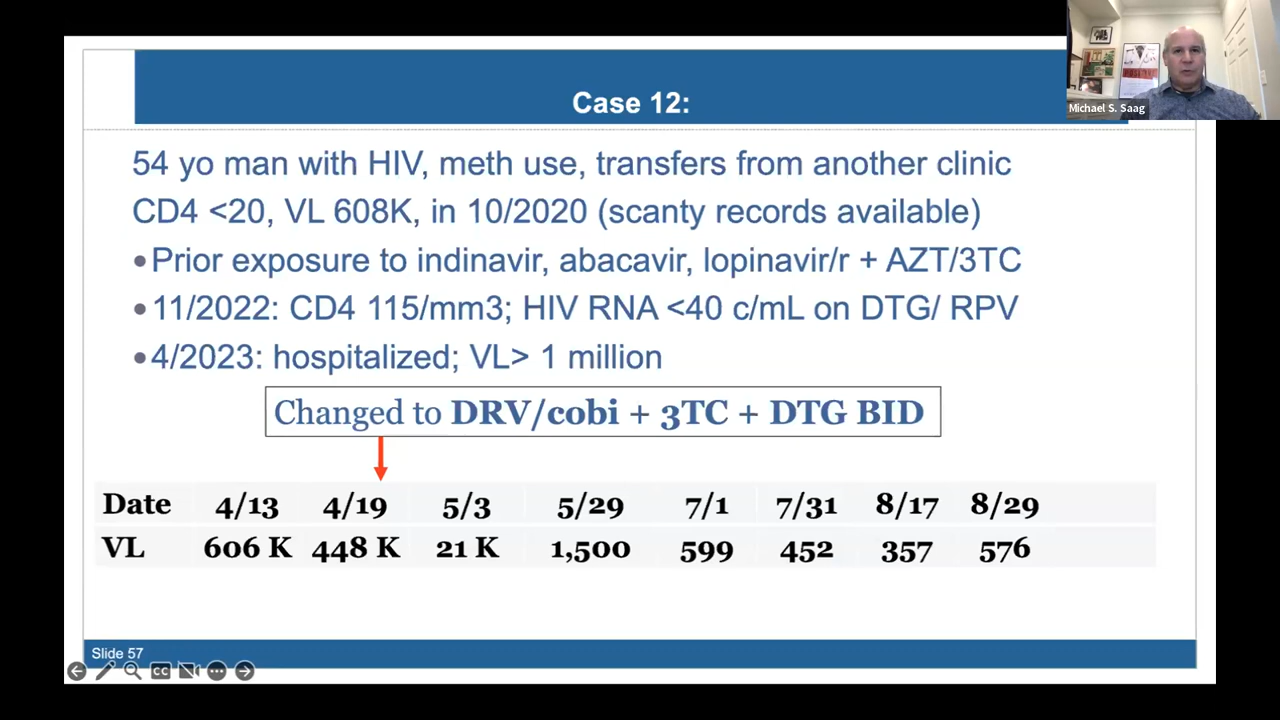 Case 12:
Michael S. Saag
54 yo man with HIV, meth use, transfers from another clinic
CD4 <20, VL 608K, in 10/2020 (scanty records available)
•Prior exposure to indinavir, abacavir, lopinavir/r + AZT/3TC
•11/2022: CD4 115/mm3; HIV RNA <40 c/mL on DTG/ RPV
•4/2023: hospitalized; VL> 1 million
Changed to DRV/cobi + 3TC + DTG BID
Date 4/13 4/19 5/3 5/29 7/1 7/31 8/17 8/29
VL 606 K 448 K 21 K 1,500 599 452 357 576
Slide 57
CC